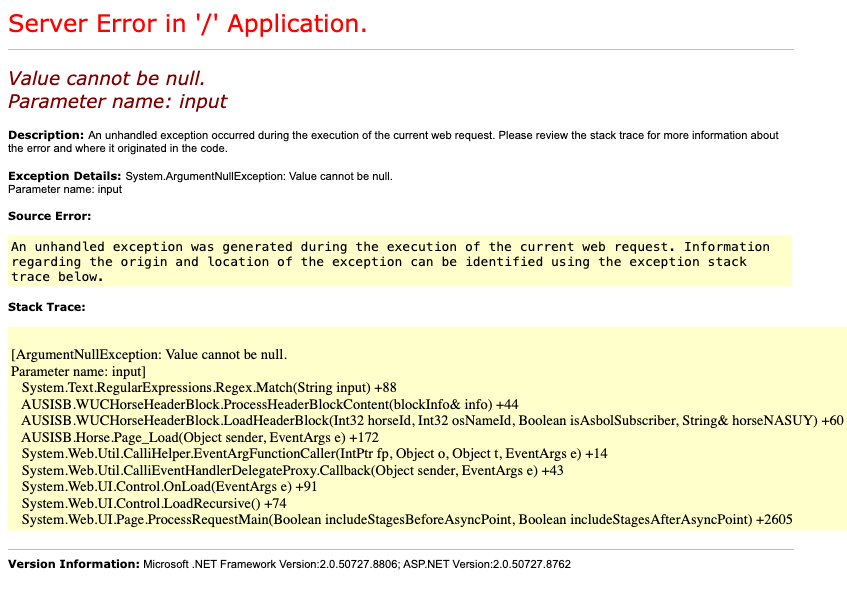 Server Error in '/' Application.
Value cannot be null.
Parameter name: input
Description: An unhandled exception occurred during the execution of the current web request. Please review the stack trace for more information about
the error and where it originated in the code.
Exception Details: System.ArgumentNullException: Value cannot be null.
Parameter name: input
Source Error:
An unhandled exception was generated during the execution of the current web request. Information
regarding the origin and location of the exception can be identified using the exception stack
trace below.
Stack Trace:
[ArgumentNullException: Value cannot be null.
Parameter name: input]
System.Text.RegularExpressions.Regex.Match(String input) +88
AUSISB.WUCHorseHeaderBlock.ProcessHeaderBlockContent(blockInfo& info) +44
AUSISB.WUCHorseHeaderBlock.LoadHeaderBlock(Int32 horseId, Int32 osNameId, Boolean isAsbolSubscriber, String& horseNASUY) +60
AUSISB.Horse.Page_Load(Object sender, EventArgs e) +172
System.Web.Util.CalliHelper.EventArgFunctionCaller(IntPtr fp, Object o, Object t, EventArgs e) +14
System.Web.Util.CalliEventHandlerDelegateProxy.Callback(Object sender, EventArgs e) +43
System.Web.UI.Control.OnLoad(EventArgs e) +91
System.Web.UI.Control.LoadRecursive() +74
System.Web.UI.Page.ProcessRequestMain(Boolean includeStagesBeforeAsyncPoint, Boolean includeStagesAfterAsyncPoint) +2605
Version Information: Microsoft .NET Framework Version:2.0.50727.8806; ASP.NET Version:2.0.50727.8762